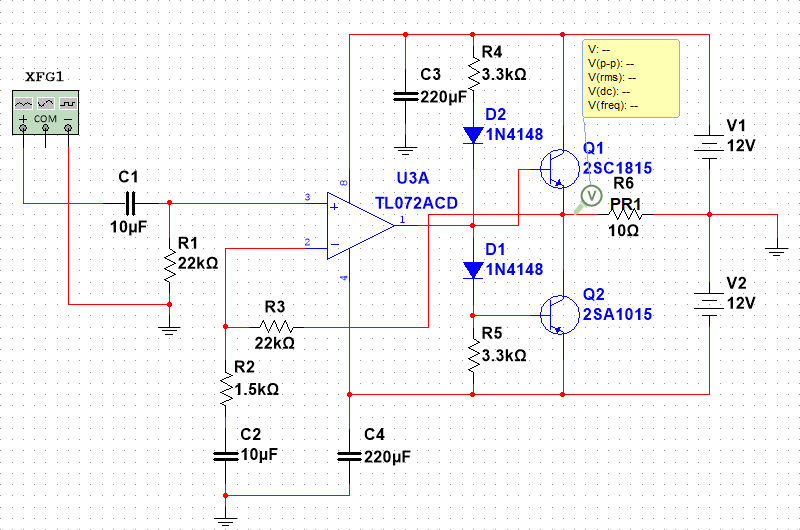 XFG1
COM
+
−
C1
10µF
R1
22kΩ
R3
22kΩ
R2
1.5kΩ
C2
10µF
C4
220µF
C3
220µF
U3A
TL072ACD
3
2
8
4
1
+
−
R4
3.3kΩ
D2
1N4148
D1
1N4148
R5
3.3kΩ
V: --
V(p-p): --
V(rms): --
V(dc): --
V(freq): --
Q1
2SC1815
R6
V
PR1
10Ω
Q2
2SA1015
V1
12V
V2
12V